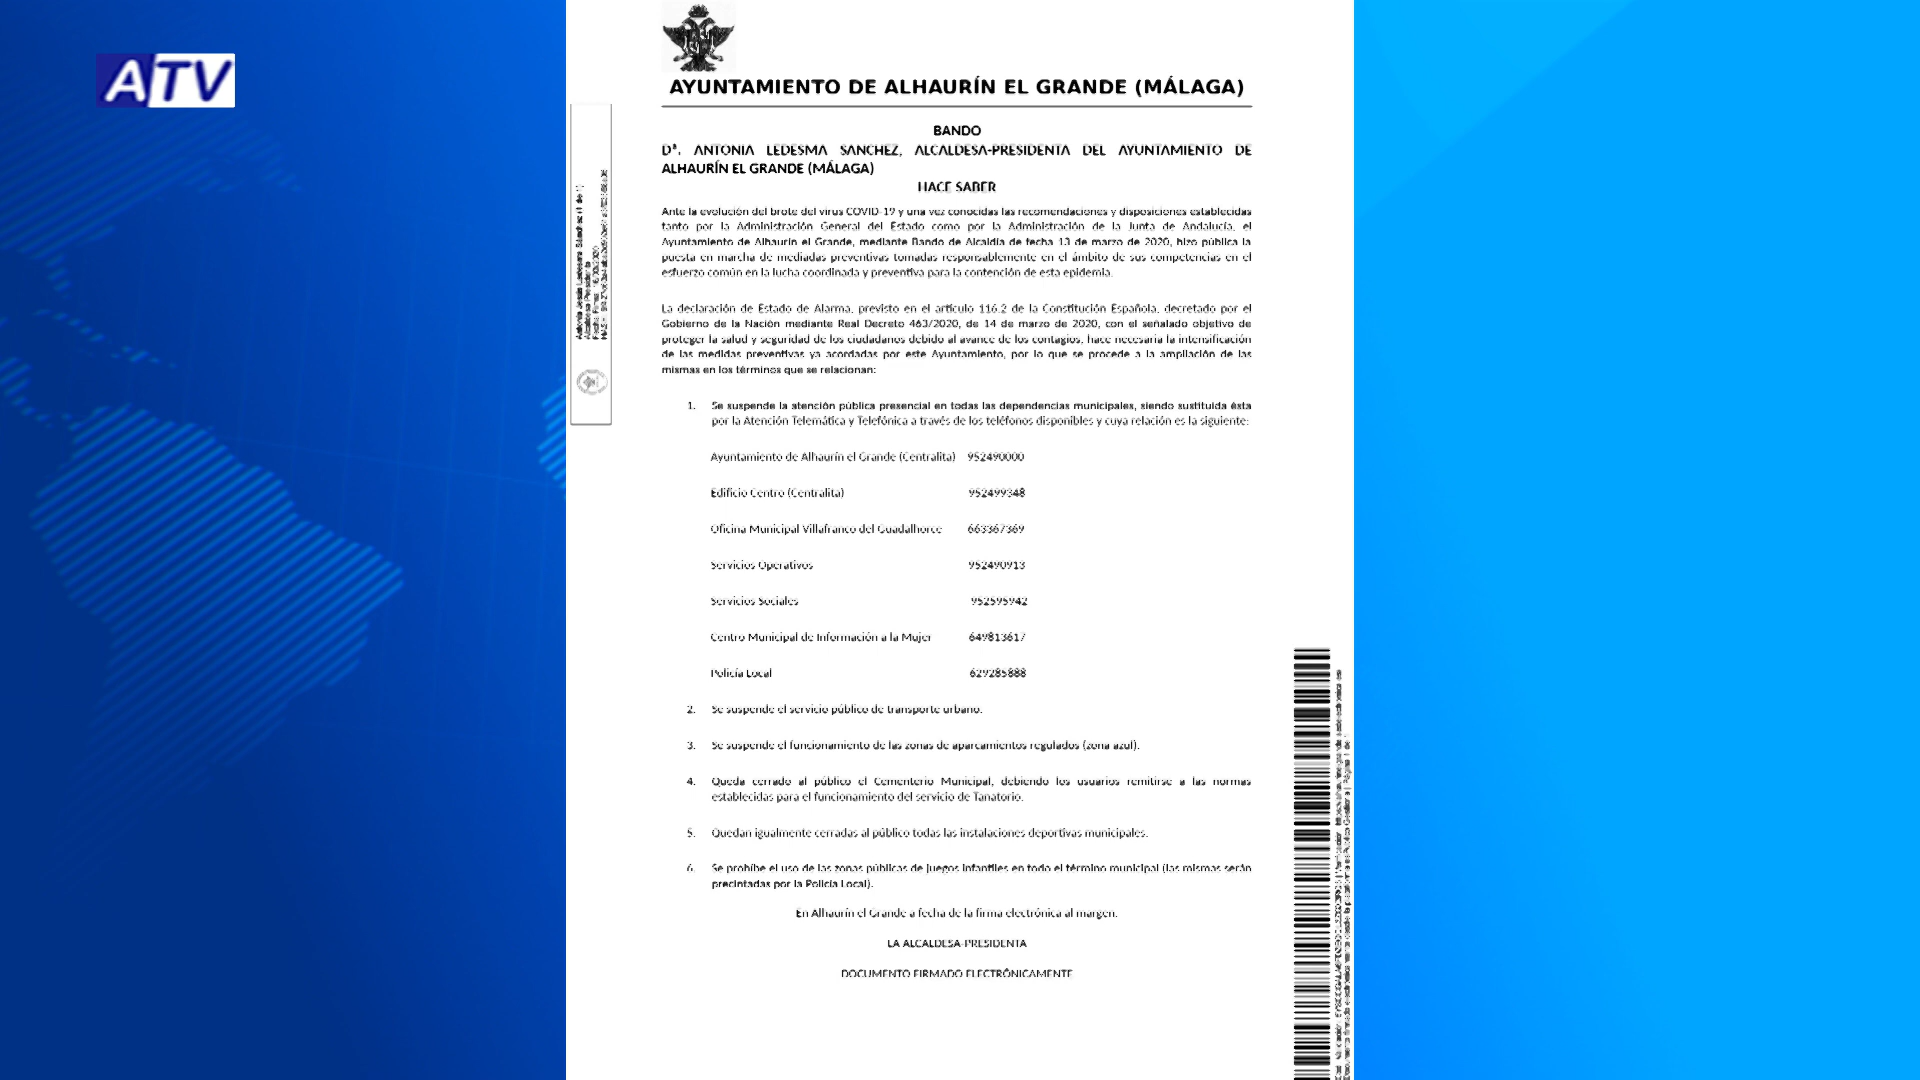 ATV
AYUNTAMIENTO DE ALHAURÍN EL GRANDE (MÁLAGA)
BANDO
Dª. ANTONIA LEDESMA SANCHEZ, ALCALDESA-PRESIDENTA DEL AYUNTAMIENTO DE
ALHAURÍN EL GRANDE (MÁLAGA)
HACE SABER
Ante la evolución del brote del virus COVID-19 y una vez conocidas las recomendaciones y disposiciones establecidas
tanto por la Administración General del Estado como por la Administración de la Junta de Andalucía, el
Ayuntamiento de Alhaurín el Grande, mediante Bando de Alcaldía de fecha 13 de marzo de 2020, hizo pública la
puesta en marcha de mediadas preventivas tomadas responsablemente en el ámbito de sus competencias en el
esfuerzo común en la lucha coordinada y preventiva para la contención de esta epidemia.
La declaración de Estado de Alarma, previsto en el artículo 116.2 de la Constitución Española, decretado por el
Gobierno de la Nación mediante Real Decreto 463/2020, de 14 de marzo de 2020, con el señalado objetivo de
proteger la salud y seguridad de los ciudadanos debido al avance de los contagios, hace necesaria la intensificación
de las medidas preventivas ya acordadas por este Ayuntamiento, por lo que se procede a la ampliación de las
mismas en los términos que se relacionan:
1. Se suspende la atención pública presencial en todas las dependencias municipales, siendo sustituida ésta
por la Atención Telemática y Telefónica a través de los teléfonos disponibles y cuya relación es la siguiente:
Ayuntamiento de Alhaurín el Grande (Centralita) 952490000
Edificio Centro (Centralita) 952499348
Oficina Municipal Villafranco del Guadalhorce 663367369
Servicios Operativos 952490913
Servicios Sociales 952595942
Centro Municipal de Información a la Mujer 649813617
Policía Local 629285888
2. Se suspende el servicio público de transporte urbano.
3. Se suspende el funcionamiento de las zonas de aparcamientos regulados (zona azul).
4. Queda cerrado al público el Cementerio Municipal, debiendo los usuarios remitirse a las normas
establecidas para el funcionamiento del servicio de Tanatorio.
5. Quedan igualmente cerradas al público todas las instalaciones deportivas municipales.
6. Se prohíbe el uso de las zonas públicas de juegos infantiles en todo el término municipal (las mismas serán
precintadas por la Policía Local).
En Alhaurín el Grande a fecha de la firma electrónica al margen.
LA ALCALDESA-PRESIDENTA
DOCUMENTO FIRMADO ELECTRÓNICAMENTE